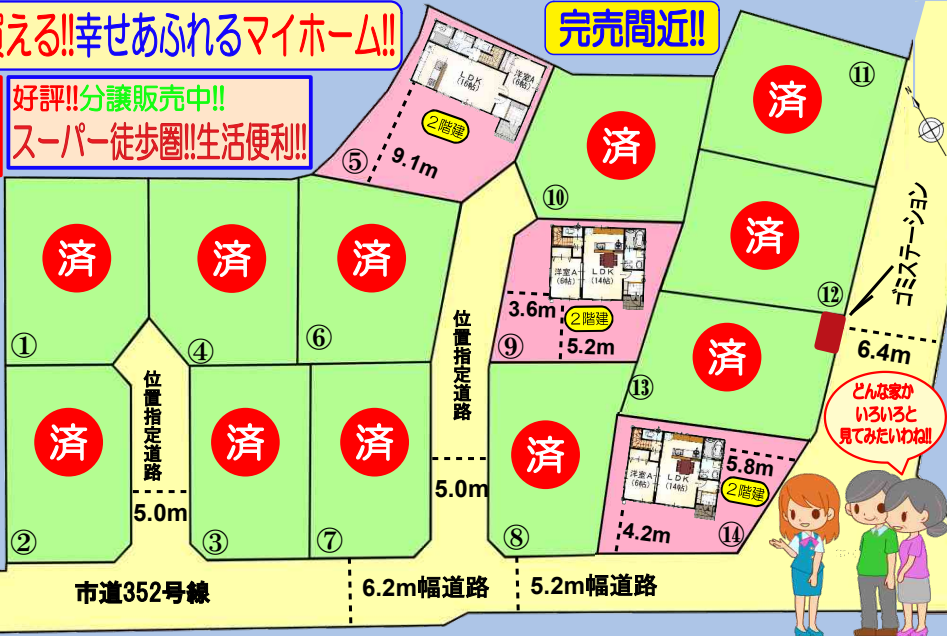 える!!幸せあふれるマイホーム!!
完売間近!!
好評!!分譲販売中!!
スーパー徒歩圏!!生活便利!!
LDK
(16帖)
洋室A
(6帖)
2階建
⑤
9.1m
済
⑩
済
⑪
済
⑫
N
ゴミステーション
6.4m
済
①
済
④
済
⑥
位置指定道路
5.0m
洋室A
(6帖)
LDK
(14帖)
3.6m
2階建
⑨
5.2m
済
⑬
どんな家か
いろいろと
見てみたいわね!!
済
②
位置指定道路
5.0m
済
③
済
⑦
済
⑧
洋室A
(6帖)
LDK
(14帖)
5.8m
2階建
4.2m
⑭
市道352号線
6.2m幅道路
5.2m幅道路